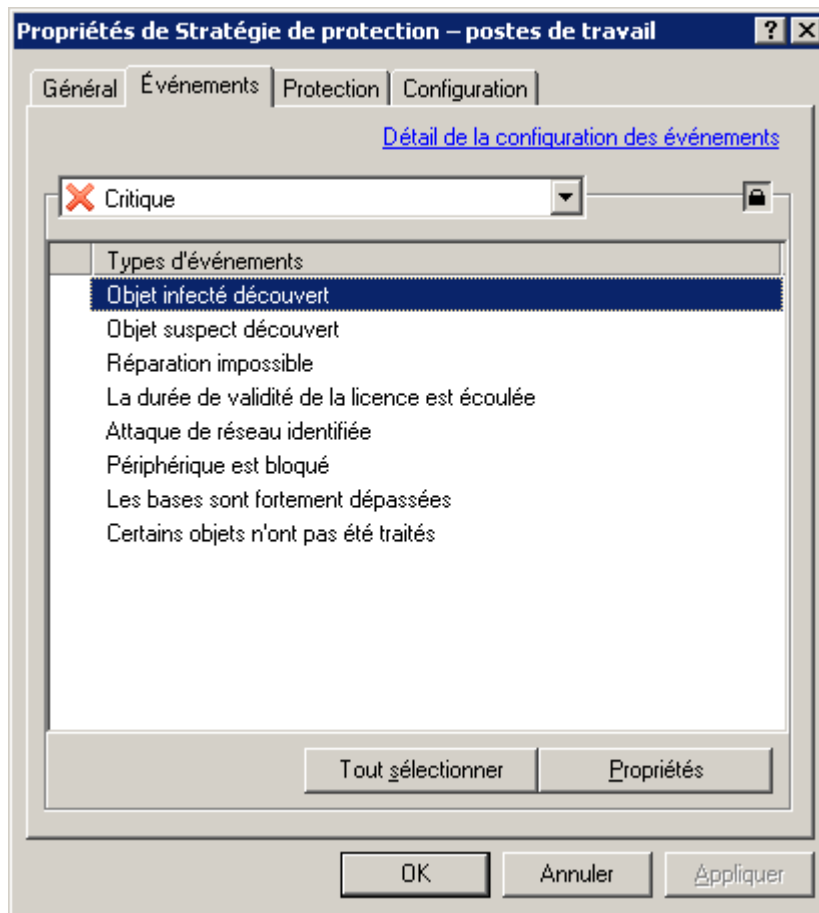 Propriétés de Stratégie de protection – postes de travail
Général Événements Protection Configuration
Détail de la configuration des événements
Critique
Types d'événements
Objet infecté découvert
Objet suspect découvert
Réparation impossible
La durée de validité de la licence est écoulée
Attaque de réseau identifiée
Périphérique est bloqué
Les bases sont fortement dépassées
Certains objets n'ont pas été traités
Tout sélectionner Propriétés
OK Annuler Appliquer